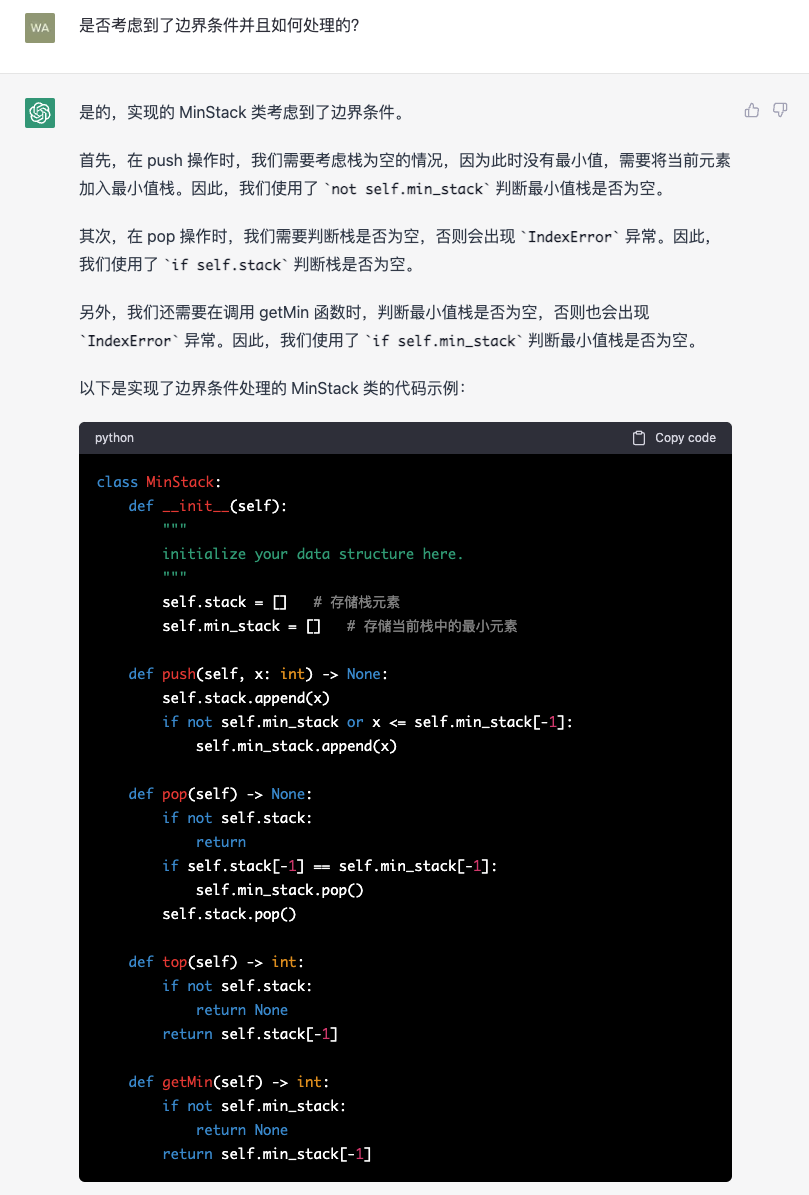 WA
是否考虑到了边界条件并且如何处理的?
是的，实现的 MinStack 类考虑到了边界条件。
首先，在 push 操作时，我们需要考虑栈为空的情况，因为此时没有最小值，需要将当前元素
加入最小值栈。因此，我们使用了 `not self.min_stack` 判断最小值栈是否为空。
其次，在 pop 操作时，我们需要判断栈是否为空，否则会出现 `IndexError` 异常。因此，
我们使用了 `if self.stack` 判断栈是否为空。
另外，我们还需要在调用 getMin 函数时，判断最小值栈是否为空，否则也会出现
`IndexError` 异常。因此，我们使用了 `if self.min_stack` 判断最小值栈是否为空。
以下是实现了边界条件处理的 MinStack 类的代码示例：
python Copy code
class MinStack:
    def __init__(self):
        """
        initialize your data structure here.
        """
        self.stack = []   # 存储栈元素
        self.min_stack = []   # 存储当前栈中的最小元素
    def push(self, x: int) -> None:
        self.stack.append(x)
        if not self.min_stack or x <= self.min_stack[-1]:
            self.min_stack.append(x)
    def pop(self) -> None:
        if not self.stack:
            return
        if self.stack[-1] == self.min_stack[-1]:
            self.min_stack.pop()
        self.stack.pop()
    def top(self) -> int:
        if not self.stack:
            return None
        return self.stack[-1]
    def getMin(self) -> int:
        if not self.min_stack:
            return None
        return self.min_stack[-1]